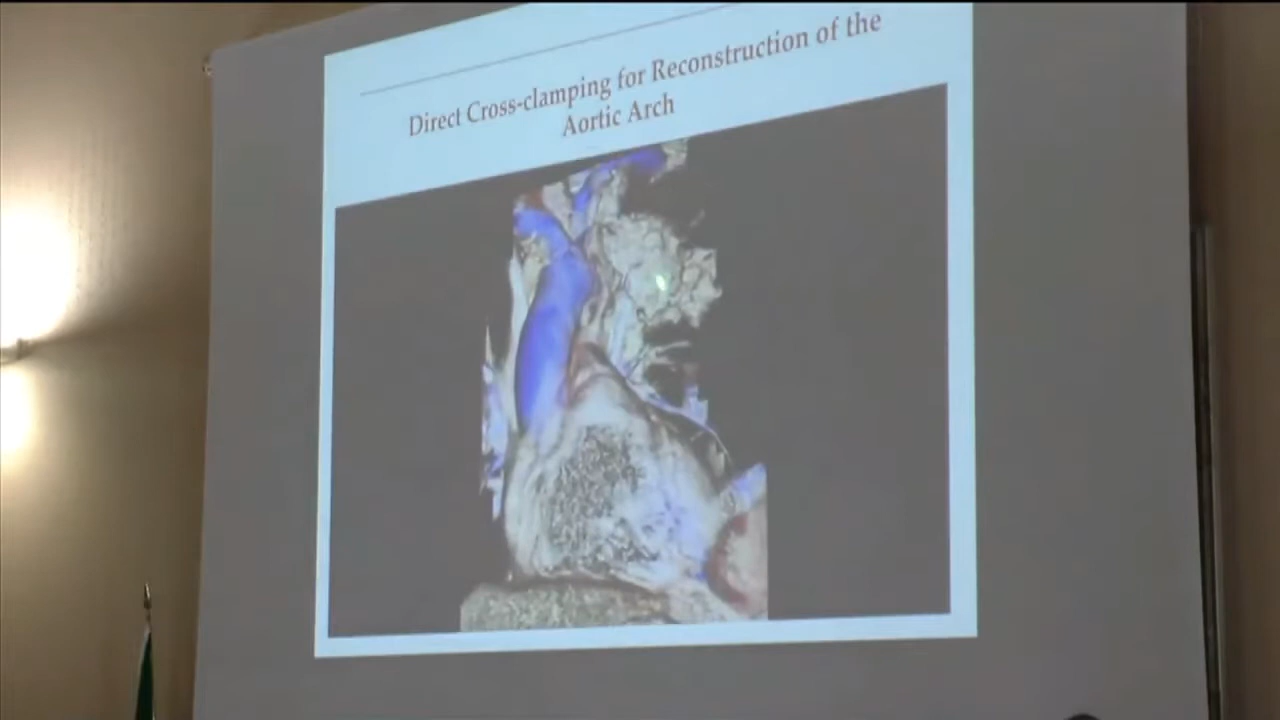 Direct Cross-clamping for Reconstruction of the
Aortic Arch